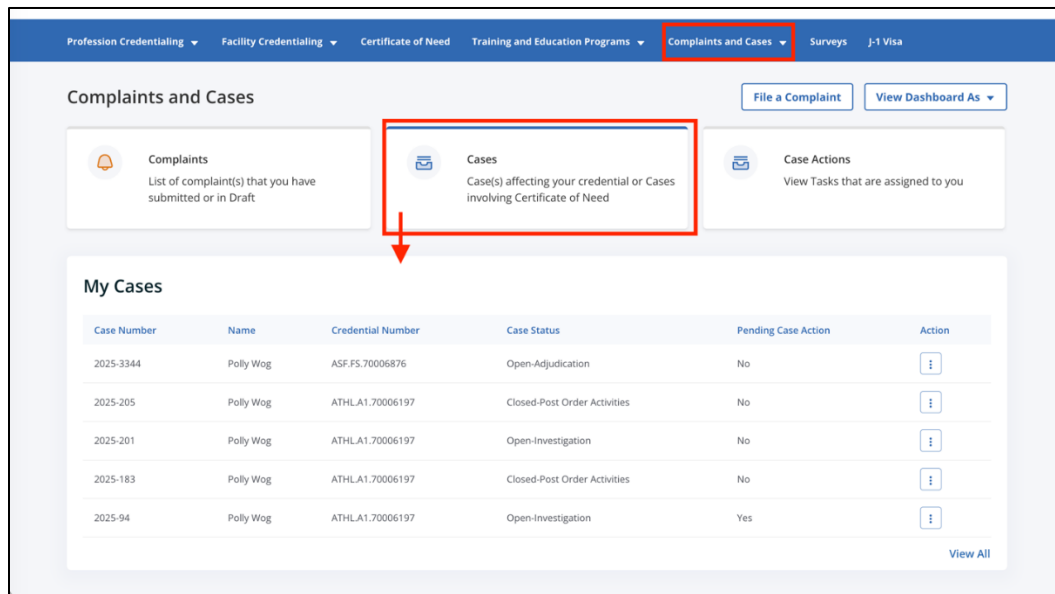 Profession Credentialing Facility Credentialing Certificate of Need Training and Education Programs Complaints and Cases Surveys J-1 Visa
Complaints and Cases File a Complaint View Dashboard As
Complaints
List of complaint(s) that you have
submitted or in Draft
Cases
Case(s) affecting your credential or Cases
involving Certificate of Need
Case Actions
View Tasks that are assigned to you
My Cases
Case Number Name Credential Number Case Status Pending Case Action Action
2025-3344 Polly Wog ASF.FS.70006876 Open-Adjudication No
2025-205 Polly Wog ATHL.A1.70006197 Closed-Post Order Activities No
2025-201 Polly Wog ATHL.A1.70006197 Open-Investigation No
2025-183 Polly Wog ATHL.A1.70006197 Closed-Post Order Activities No
2025-94 Polly Wog ATHL.A1.70006197 Open-Investigation Yes
View All